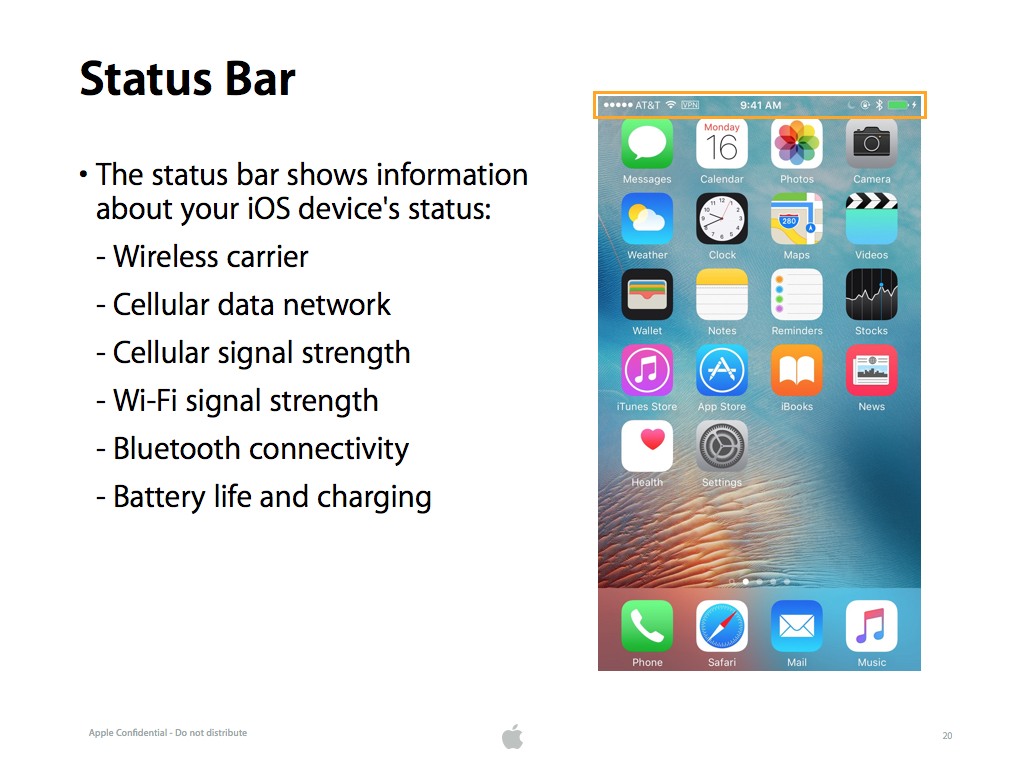 Status Bar
• The status bar shows information
about your iOS device's status:
- Wireless carrier
- Cellular data network
- Cellular signal strength
- Wi-Fi signal strength
- Bluetooth connectivity
- Battery life and charging
AT&T VPN 9:41 AM
Messages Calendar Photos Camera
Monday
16
Weather Clock Maps Videos
280
Wallet Notes Reminders Stocks
iTunes Store App Store iBooks News
Health Settings
Phone Safari Mail Music
Apple Confidential - Do not distribute
20